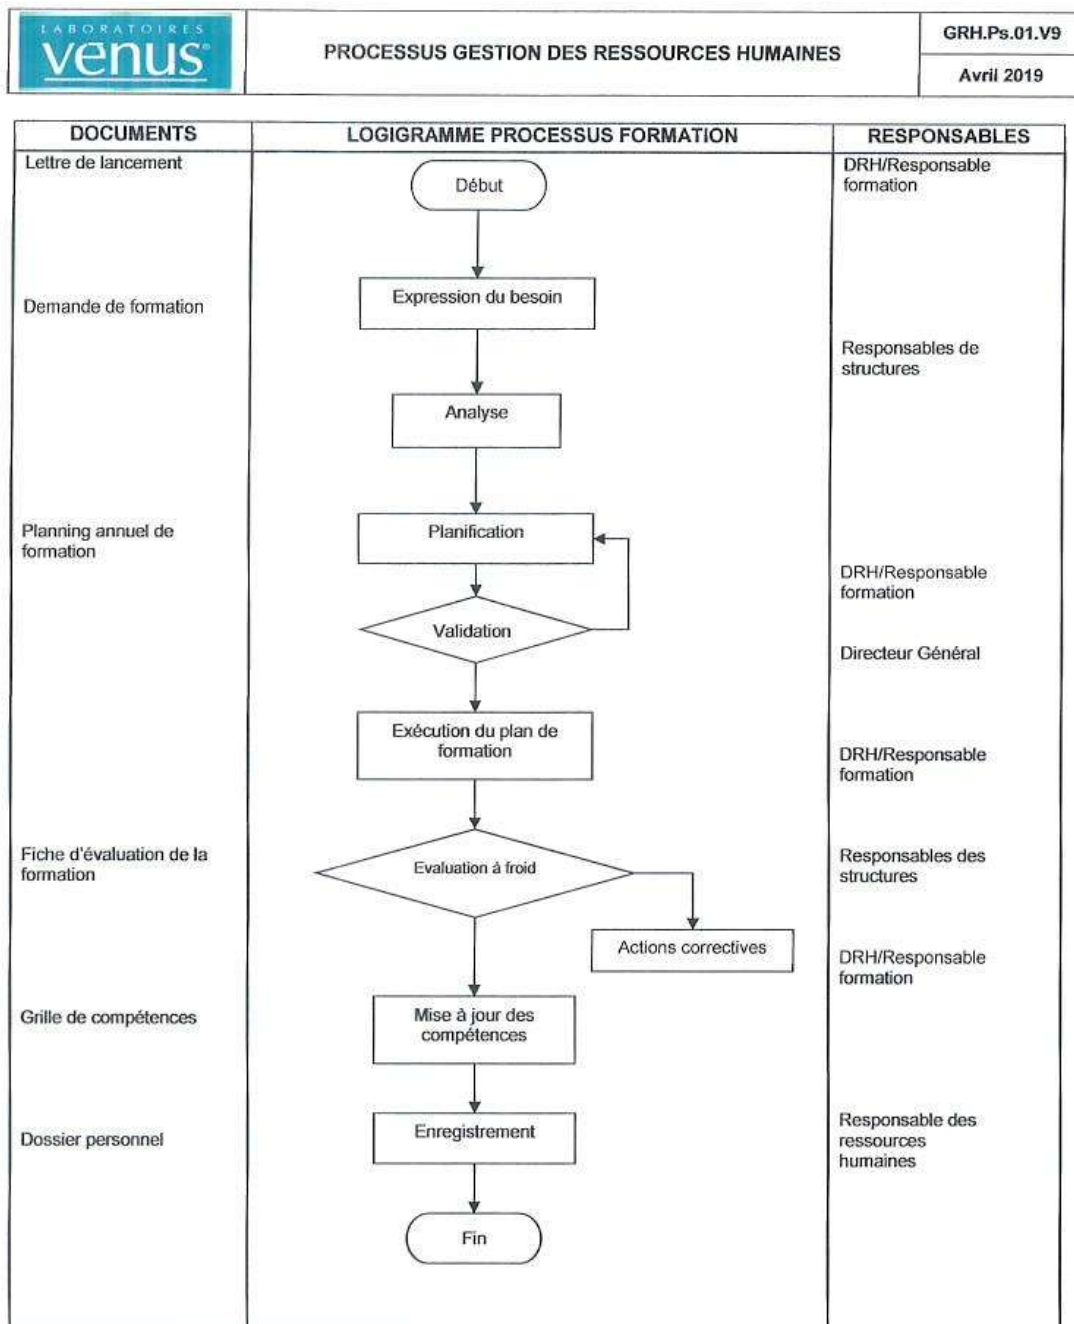 LABORATOIRES
venus
PROCESSUS GESTION DES RESSOURCES HUMAINES
GRH.Ps.01.V9
Avril 2019
DOCUMENTS
LOGIGRAMME PROCESSUS FORMATION
RESPONSABLES
Lettre de lancement
Début
DRH/Responsable
formation
Demande de formation
Expression du besoin
Responsables de
structures
Analyse
Planning annuel de
formation
Planification
DRH/Responsable
formation
Validation
Directeur Général
Exécution du plan de
formation
DRH/Responsable
formation
Fiche d'évaluation de la
formation
Evaluation à froid
Responsables des
structures
Actions correctives
DRH/Responsable
formation
Grille de compétences
Mise à jour des
compétences
Dossier personnel
Enregistrement
Responsable des
ressources
humaines
Fin